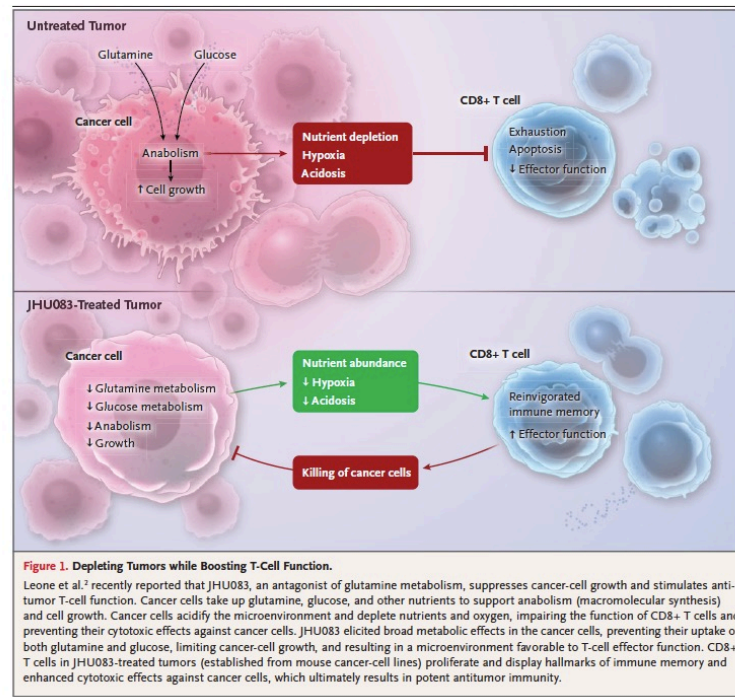 Untreated Tumor
Glutamine
Glucose
Cancer cell
Anabolism
↑ Cell growth
Nutrient depletion
Hypoxia
Acidosis
CD8+ T cell
Exhaustion
Apoptosis
↓ Effector function
JHU083-Treated Tumor
Cancer cell
↓ Glutamine metabolism
↓ Glucose metabolism
↓ Anabolism
↓ Growth
Nutrient abundance
↓ Hypoxia
↓ Acidosis
CD8+ T cell
Reinvigorated
immune memory
↑ Effector function
Killing of cancer cells
Figure 1. Depleting Tumors while Boosting T-Cell Function.
Leone et al.² recently reported that JHU083, an antagonist of glutamine metabolism, suppresses cancer-cell growth and stimulates anti-
tumor T-cell function. Cancer cells take up glutamine, glucose, and other nutrients to support anabolism (macromolecular synthesis)
and cell growth. Cancer cells acidify the microenvironment and deplete nutrients and oxygen, impairing the function of CD8+ T cells and
preventing their cytotoxic effects against cancer cells. JHU083 elicited broad metabolic effects in the cancer cells, preventing their uptake of
both glutamine and glucose, limiting cancer-cell growth, and resulting in a microenvironment favorable to T-cell effector function. CD8+
T cells in JHU083-treated tumors (established from mouse cancer-cell lines) proliferate and display hallmarks of immune memory and
enhanced cytotoxic effects against cancer cells, which ultimately results in potent antitumor immunity.